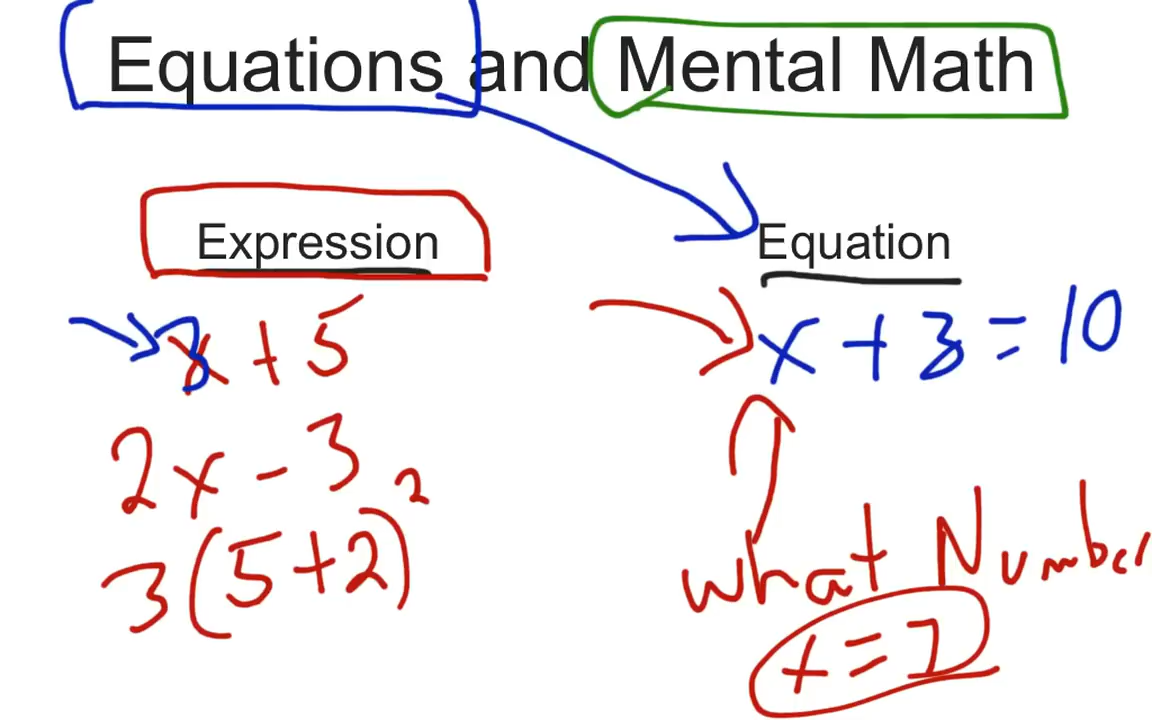 Equations and Mental Math
Expression
Equation
x + 5
x + 3 = 10
2x - 3
3(5+2)²
what Number
x = 7